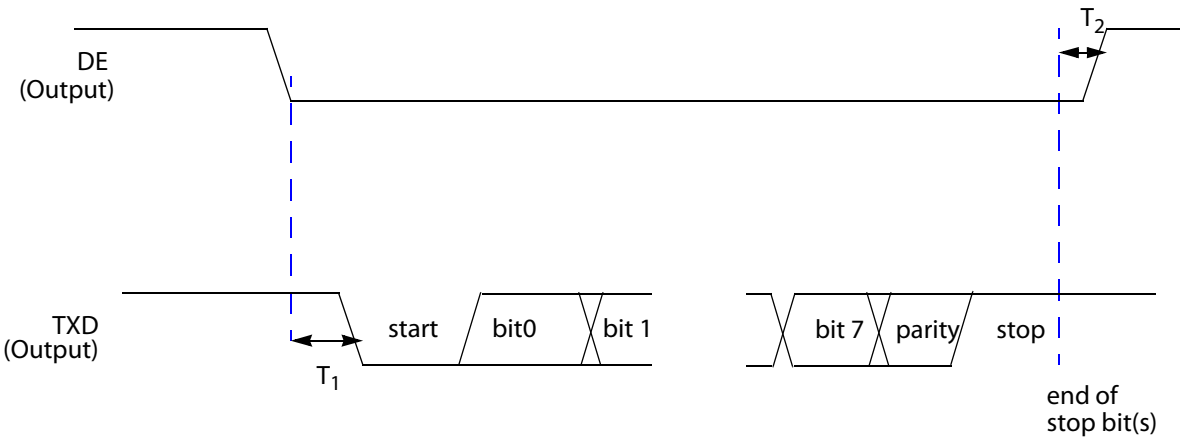 T2
DE
(Output)
TXD
(Output)
start
bit0
bit 1
bit 7
parity
stop
T1
end of
stop bit(s)